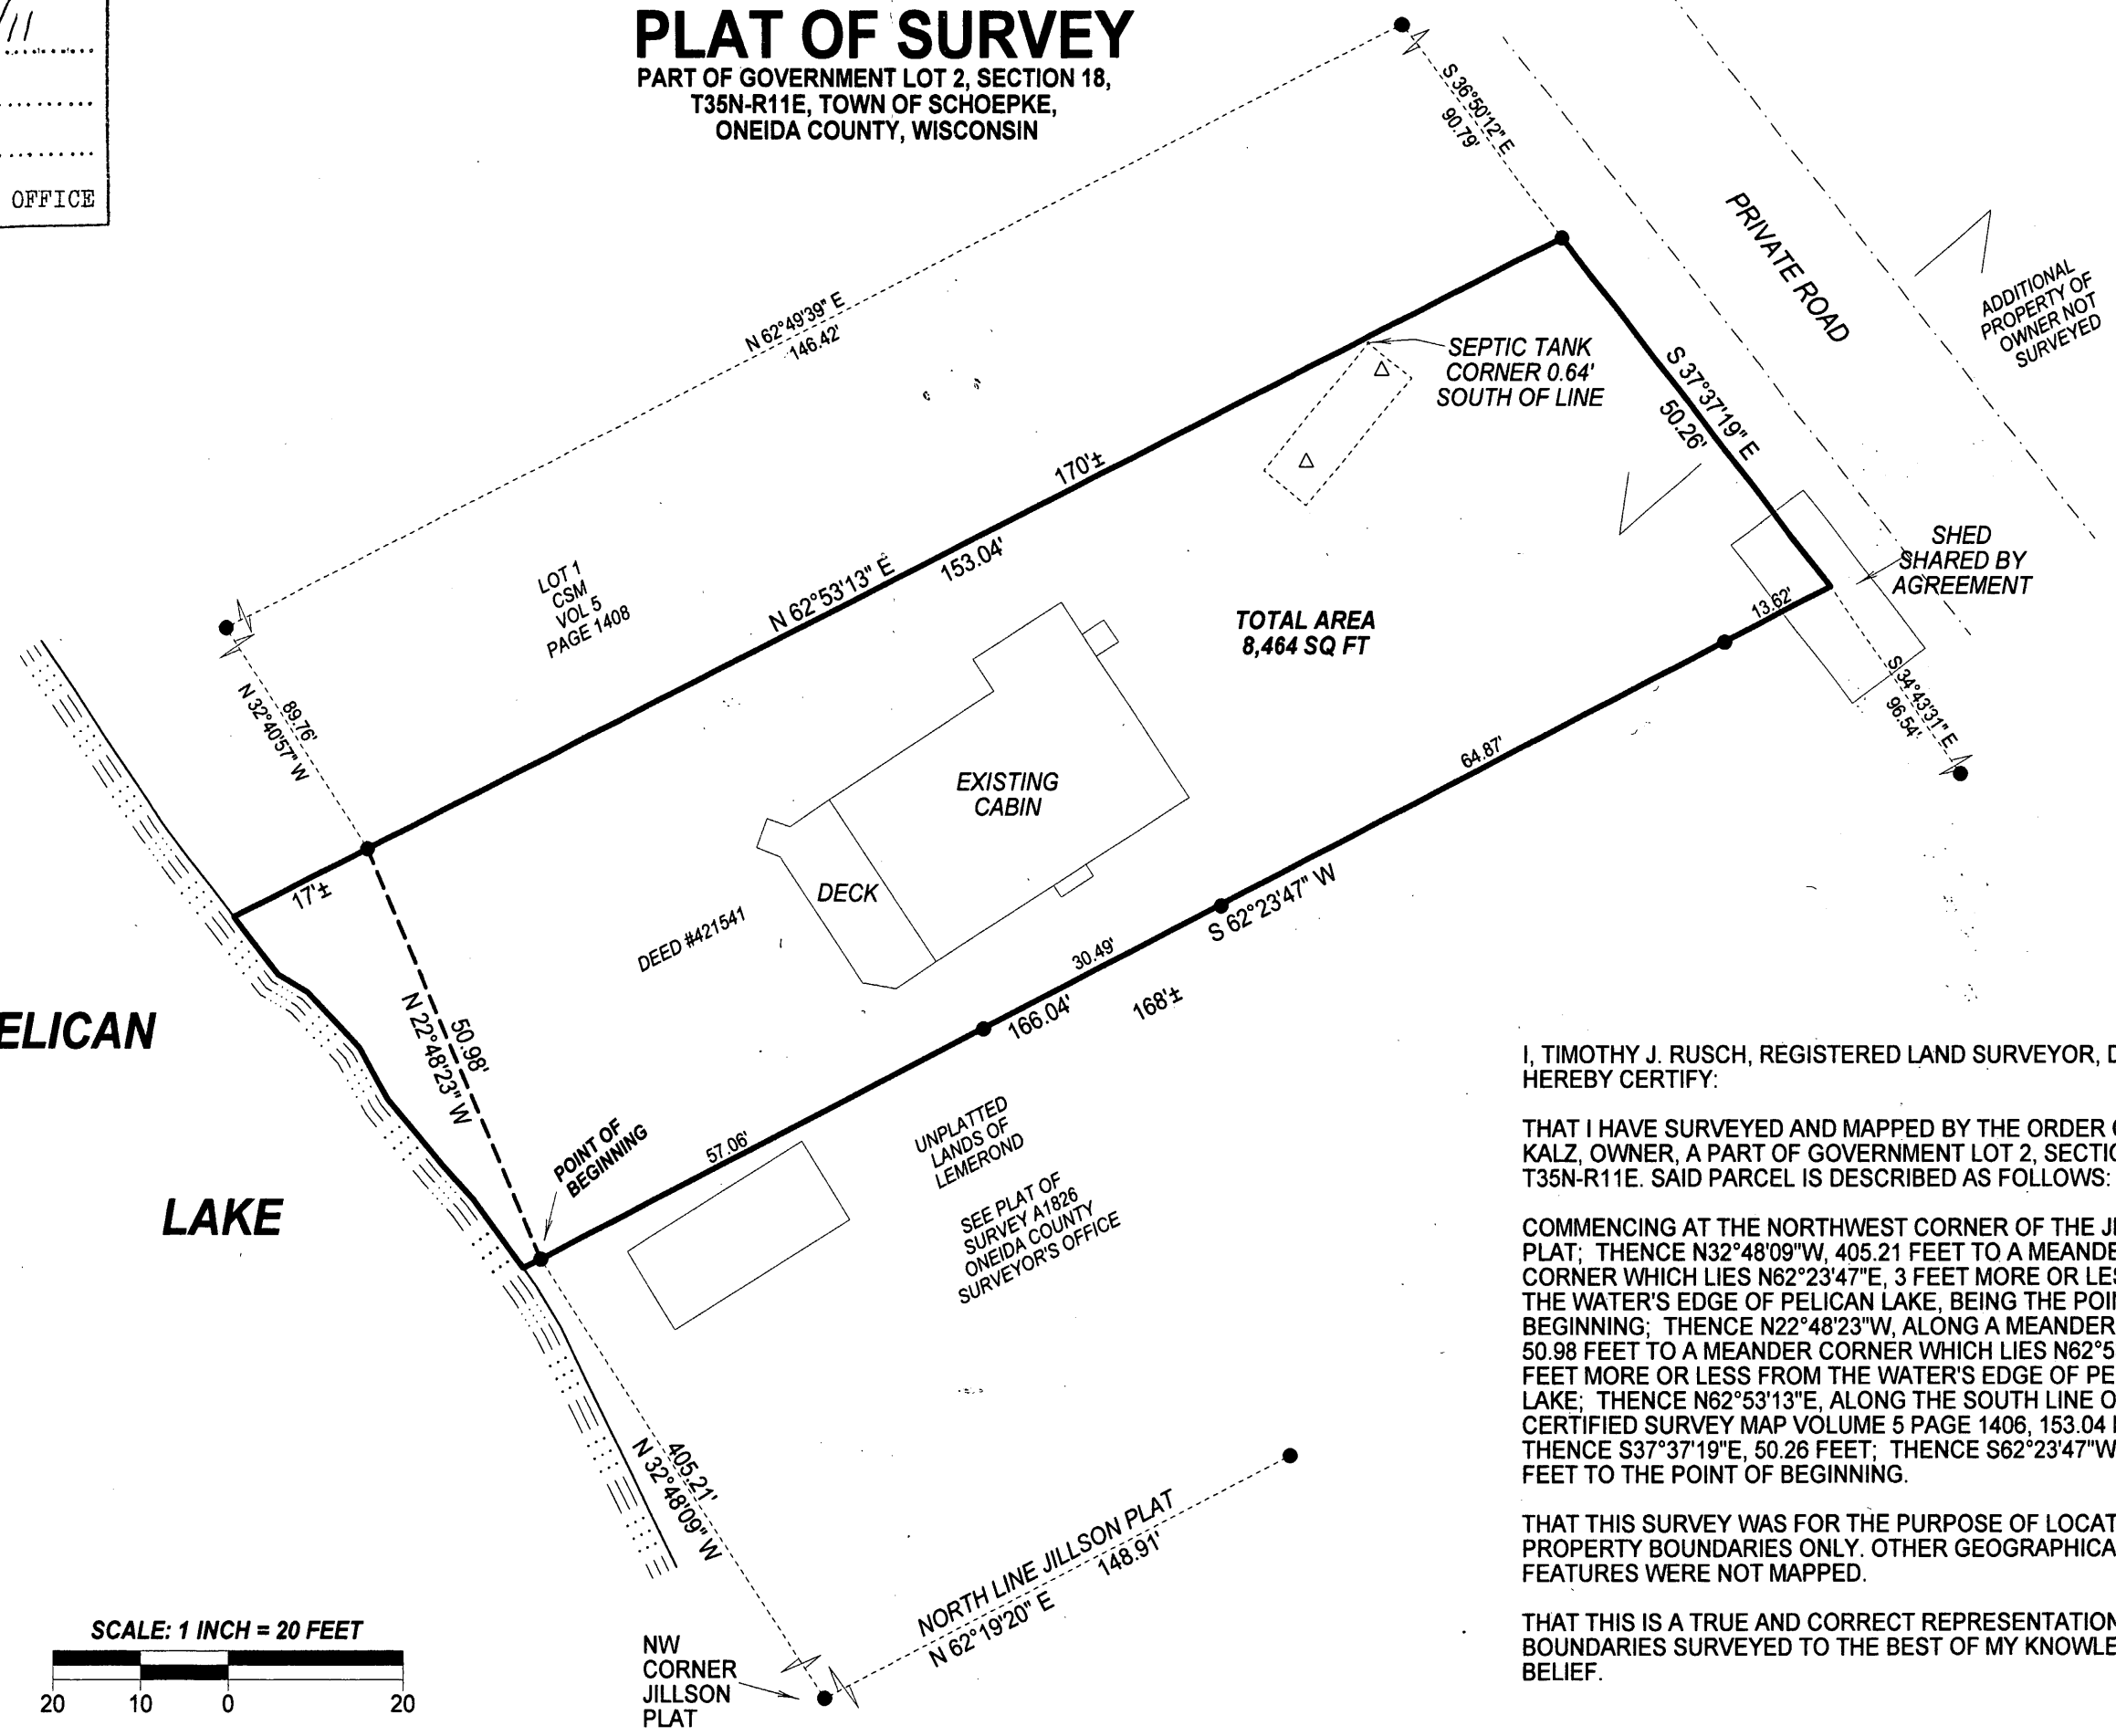 11
OFFICE
PLAT OF SURVEY
PART OF GOVERNMENT LOT 2, SECTION 18,
T35N-R11E, TOWN OF SCHOEPKE,
ONEIDA COUNTY, WISCONSIN
S 36°50'12" E
90.79'
PRIVATE ROAD
ADDITIONAL
PROPERTY OF
OWNER NOT
SURVEYED
N 62°49'39" E
146.42'
SEPTIC TANK
CORNER 0.64'
SOUTH OF LINE
S 37°37'19" E
50.26'
170'±
N 62°53'13" E
153.04'
LOT 1
CSM
VOL 5
PAGE 1408
SHED
SHARED BY
AGREEMENT
13.62'
TOTAL AREA
8,464 SQ FT
89.76'
N 32°40'57" W
S 34°43'31" E
96.54'
64.87'
EXISTING
CABIN
DECK
17'±
DEED #421541
S 62°23'47" W
30.49'
166.04'
168'±
50.98'
N 22°48'23" W
ELICAN
LAKE
POINT OF
BEGINNING
57.06'
UNPLATTED
LANDS OF
LEMEROND
SEE PLAT OF
SURVEY A1826
ONEIDA COUNTY
SURVEYOR'S OFFICE
405.21'
N 32°48'09" W
NORTH LINE JILLSON PLAT
148.91'
N 62°19'20" E
NW
CORNER
JILLSON
PLAT
SCALE: 1 INCH = 20 FEET
20 10 0 20
I, TIMOTHY J. RUSCH, REGISTERED LAND SURVEYOR, D
HEREBY CERTIFY:
THAT I HAVE SURVEYED AND MAPPED BY THE ORDER
KALZ, OWNER, A PART OF GOVERNMENT LOT 2, SECTIO
T35N-R11E. SAID PARCEL IS DESCRIBED AS FOLLOWS:
COMMENCING AT THE NORTHWEST CORNER OF THE JI
PLAT; THENCE N32°48'09"W, 405.21 FEET TO A MEANDE
CORNER WHICH LIES N62°23'47"E, 3 FEET MORE OR LES
THE WATER'S EDGE OF PELICAN LAKE, BEING THE POIN
BEGINNING; THENCE N22°48'23"W, ALONG A MEANDER
50.98 FEET TO A MEANDER CORNER WHICH LIES N62°5
FEET MORE OR LESS FROM THE WATER'S EDGE OF PE
LAKE; THENCE N62°53'13"E, ALONG THE SOUTH LINE O
CERTIFIED SURVEY MAP VOLUME 5 PAGE 1406, 153.04
THENCE S37°37'19"E, 50.26 FEET; THENCE S62°23'47"W
FEET TO THE POINT OF BEGINNING.
THAT THIS SURVEY WAS FOR THE PURPOSE OF LOCAT
PROPERTY BOUNDARIES ONLY. OTHER GEOGRAPHICA
FEATURES WERE NOT MAPPED.
THAT THIS IS A TRUE AND CORRECT REPRESENTATION
BOUNDARIES SURVEYED TO THE BEST OF MY KNOWLE
BELIEF.